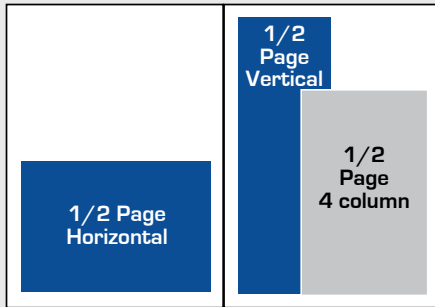 1/2 Page
Horizontal
1/2
Page
Vertical
1/2
Page
4 column